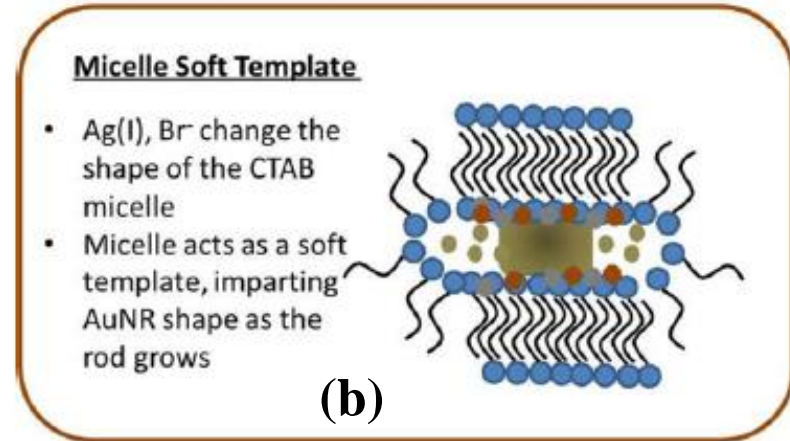 Micelle Soft Template
• Ag(I), Br⁻ change the
shape of the CTAB
micelle
• Micelle acts as a soft
template, imparting
AuNR shape as the
rod grows
(b)